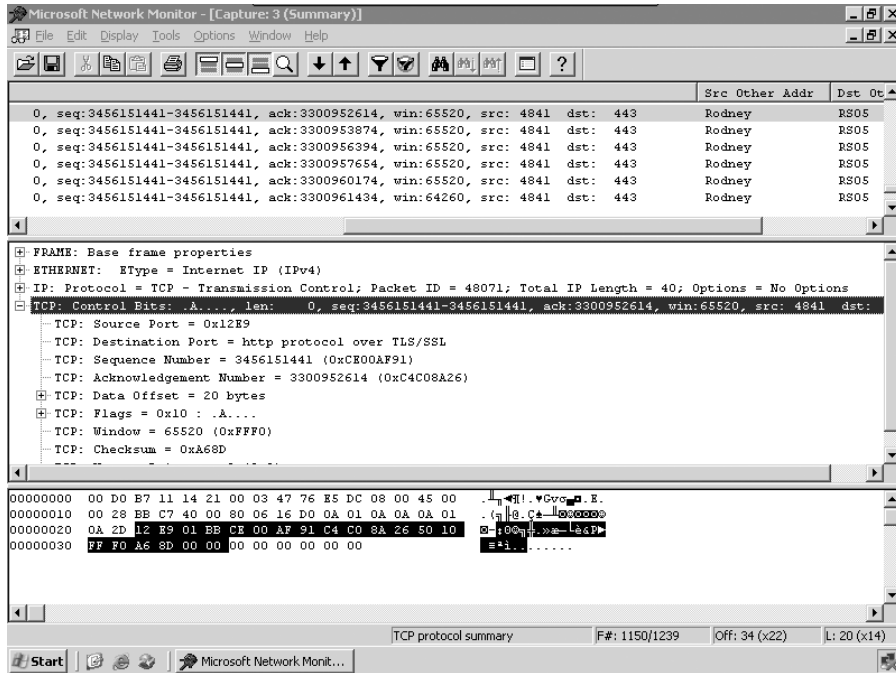 Microsoft Network Monitor - [Capture: 3 (Summary)]
File Edit Display Tools Options Window Help
Src Other Addr Dst Ot
0, seq:3456151441-3456151441, ack:3300952614, win:65520, src: 4841 dst: 443 Rodney RS05
0, seq:3456151441-3456151441, ack:3300953874, win:65520, src: 4841 dst: 443 Rodney RS05
0, seq:3456151441-3456151441, ack:3300956394, win:65520, src: 4841 dst: 443 Rodney RS05
0, seq:3456151441-3456151441, ack:3300957654, win:65520, src: 4841 dst: 443 Rodney RS05
0, seq:3456151441-3456151441, ack:3300960174, win:65520, src: 4841 dst: 443 Rodney RS05
0, seq:3456151441-3456151441, ack:3300961434, win:64260, src: 4841 dst: 443 Rodney RS05
FRAME: Base frame properties
ETHERNET: EType = Internet IP (IPv4)
IP: Protocol = TCP - Transmission Control; Packet ID = 48071; Total IP Length = 40; Options = No Options
TCP: Control Bits: .A...., len: 0, seq:3456151441-3456151441, ack:3300952614, win:65520, src: 4841 dst:
TCP: Source Port = 0x12E9
TCP: Destination Port = http protocol over TLS/SSL
TCP: Sequence Number = 3456151441 (0xCE00AF91)
TCP: Acknowledgement Number = 3300952614 (0xC4C08A26)
TCP: Data Offset = 20 bytes
TCP: Flags = 0x10 : .A....
TCP: Window = 65520 (0xFFF0)
TCP: Checksum = 0xA68D
00000000 00 D0 B7 11 14 21 00 03 47 76 E5 DC 08 00 45 00
00000010 00 28 BB C7 40 00 80 06 16 D0 0A 01 0A 0A 0A 01
00000020 0A 2D 12 E9 01 BB CE 00 AF 91 C4 C0 8A 26 50 10
00000030 FF F0 A6 8D 00 00 00 00 00 00 00 00
TCP protocol summary F#: 1150/1239 Off: 34 (x22) L: 20 (x14)
Start Microsoft Network Monit...